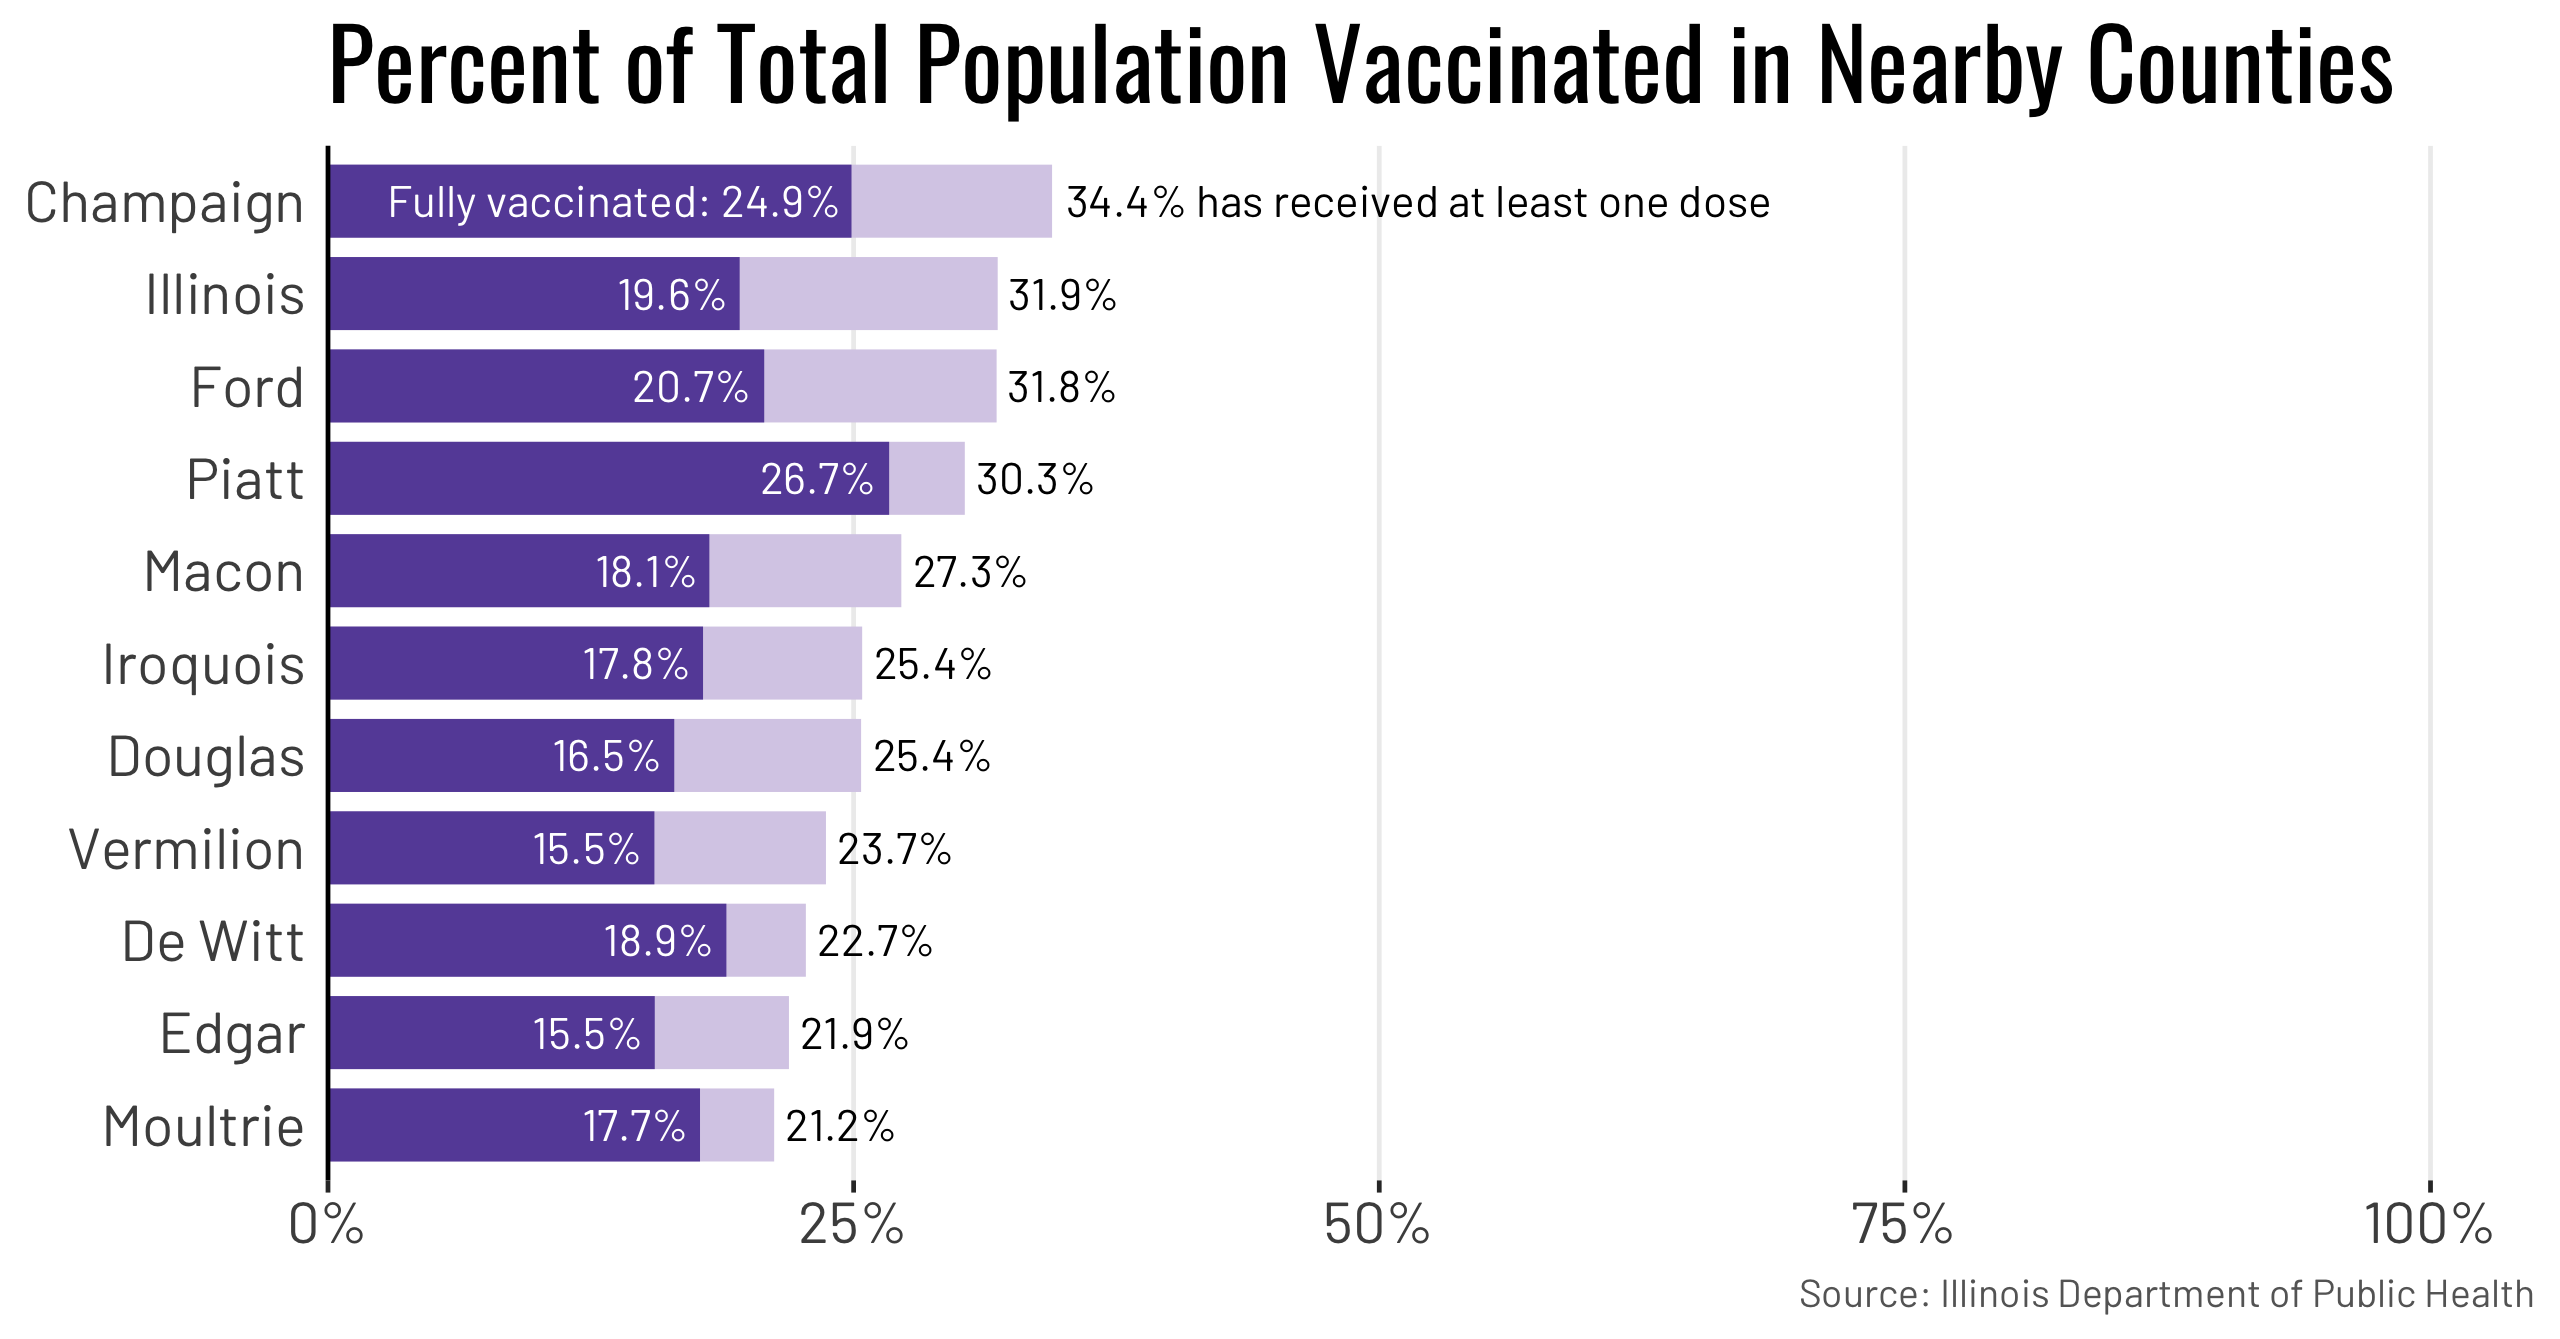 Percent of Total Population Vaccinated in Nearby Counties
Champaign Fully vaccinated: 24.9% 34.4% has received at least one dose
Illinois 19.6% 31.9%
Ford 20.7% 31.8%
Piatt 26.7% 30.3%
Macon 18.1% 27.3%
Iroquois 17.8% 25.4%
Douglas 16.5% 25.4%
Vermilion 15.5% 23.7%
De Witt 18.9% 22.7%
Edgar 15.5% 21.9%
Moultrie 17.7% 21.2%
0% 25% 50% 75% 100%
Source: Illinois Department of Public Health